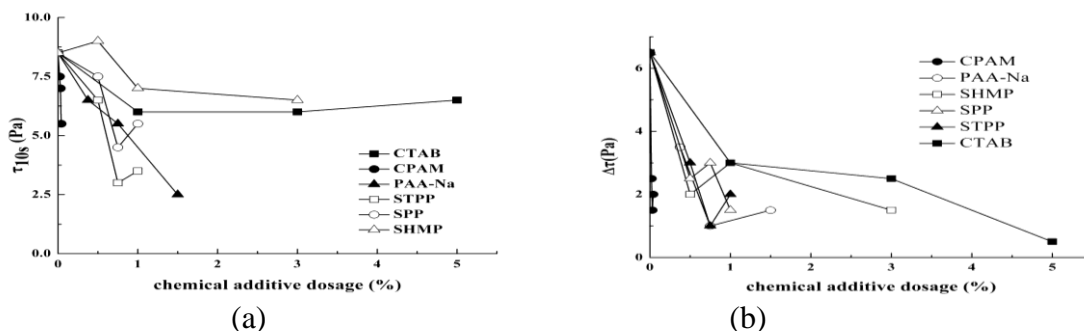 10.0
7.5
5.0
2.5
0.0
τ10s (Pa)
CTAB
CPAM
PAA-Na
STPP
SPP
SHMP
0 1 3 5
chemical additive dosage (%)
(a)
6
4
2
0
Δτ(Pa)
CPAM
PAA-Na
SHMP
SPP
STPP
CTAB
0 1 2 3 4 5
chemical additive dosage (%)
(b)